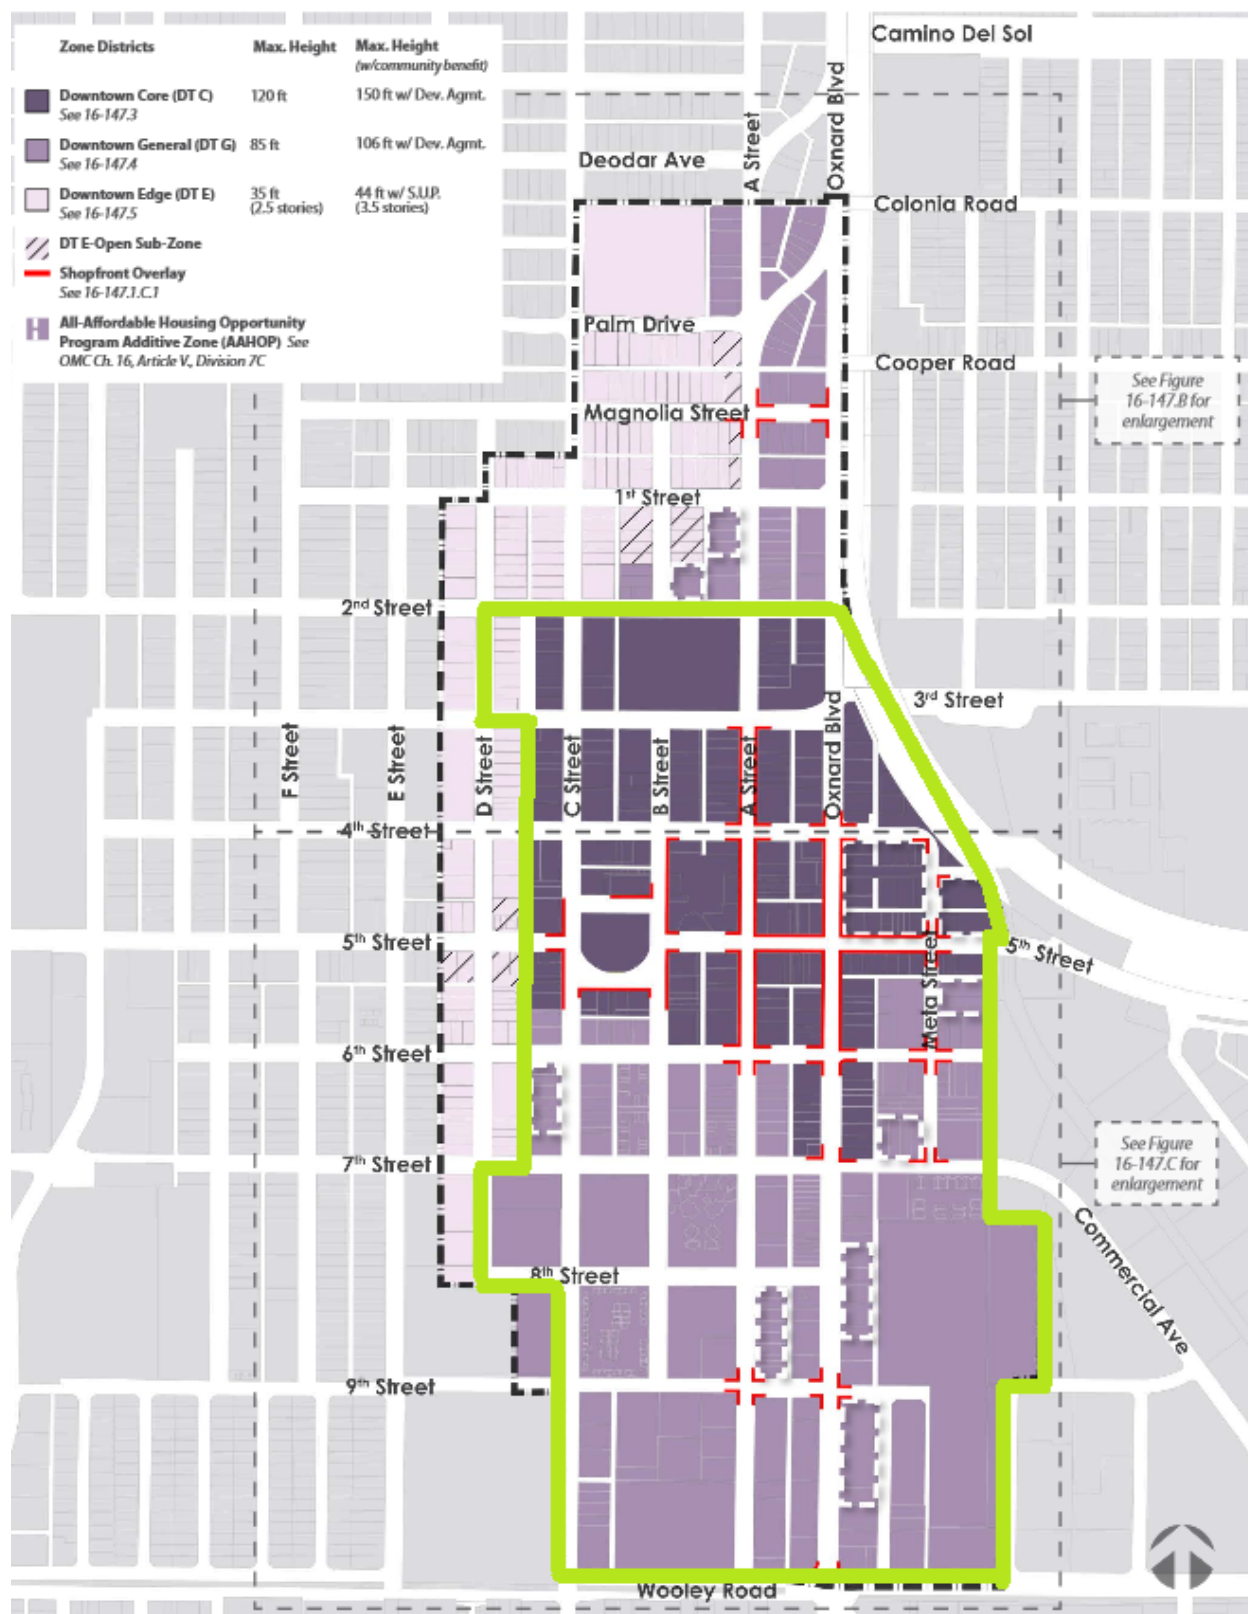 Zone Districts Max. Height Max. Height
(w/community benefit)
Downtown Core (DT C) 120 ft 150 ft w/ Dev. Agmt.
See 16-147.3
Downtown General (DT G) 85 ft 106 ft w/ Dev. Agmt.
See 16-147.4
Downtown Edge (DT E) 35 ft 44 ft w/ S.U.P.
See 16-147.5 (2.5 stories) (3.5 stories)
DT E-Open Sub-Zone
Shopfront Overlay
See 16-147.1.C.1
H All-Affordable Housing Opportunity
Program Additive Zone (AAHOP) See
OMC Ch. 16, Article V., Division 7C
Camino Del Sol
Oxnard Blvd
A Street
Deodar Ave
Colonia Road
Palm Drive
Cooper Road
See Figure
16-147.B for
enlargement
Magnolia Street
1st Street
2nd Street
3rd Street
F Street
E Street
D Street
C Street
B Street
A Street
Oxnard Blvd
4th Street
5th Street
5th Street
Meta Street
6th Street
7th Street
See Figure
16-147.C for
enlargement
Commercial Ave
8th Street
9th Street
Wooley Road